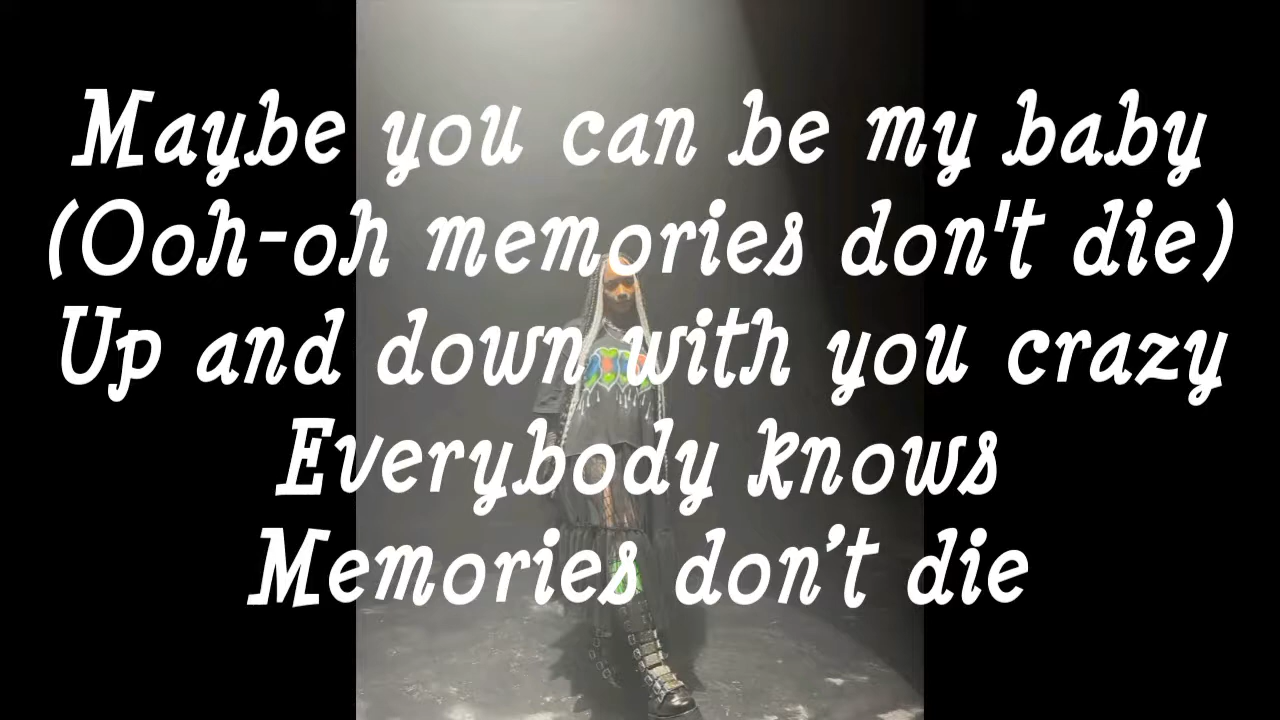 Maybe you can be my baby
(Ooh-oh memories don't die)
Up and down with you crazy
Everybody knows
Memories don’t die